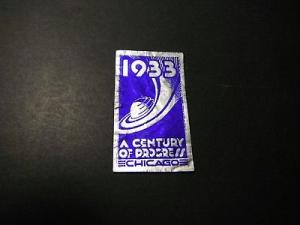 1933
A CENTURY
OF PROGRESS
CHICAGO